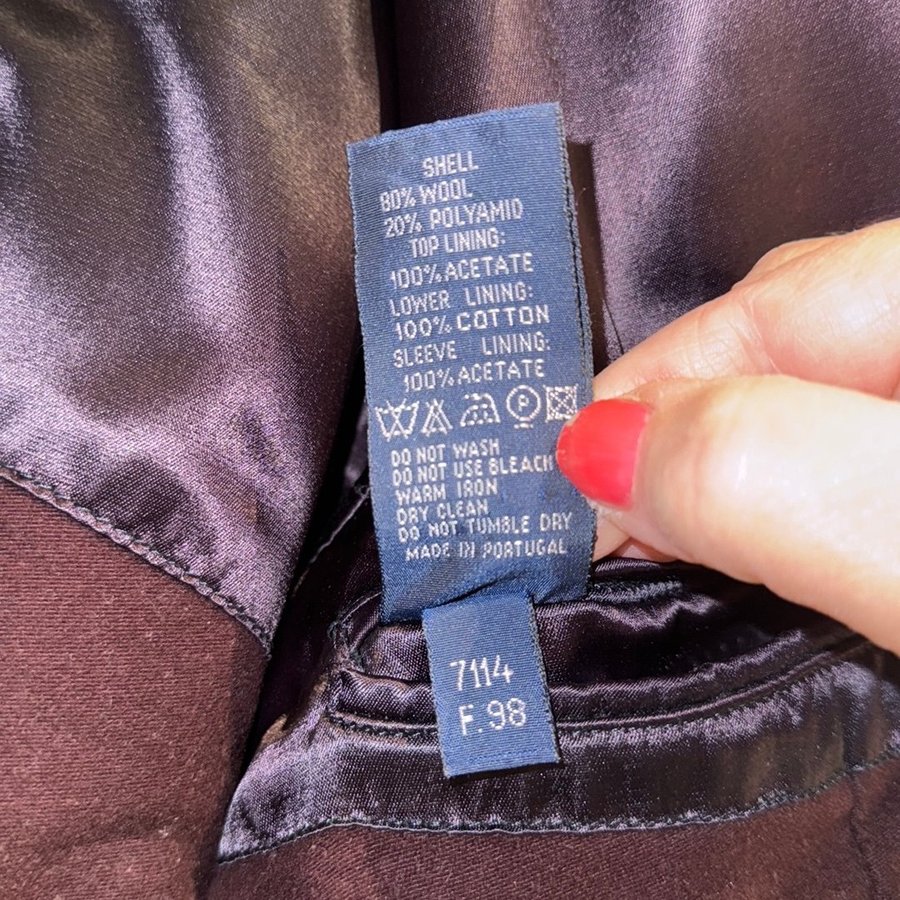 SHELL
80% WOOL
20% POLYAMID
TOP LINING:
100% ACETATE
LOWER LINING:
100% COTTON
SLEEVE LINING:
100% ACETATE
P
DO NOT WASH
DO NOT USE BLEACH
WARM IRON
DRY CLEAN
DO NOT TUMBLE DRY
MADE IN PORTUGAL
7114
F.98